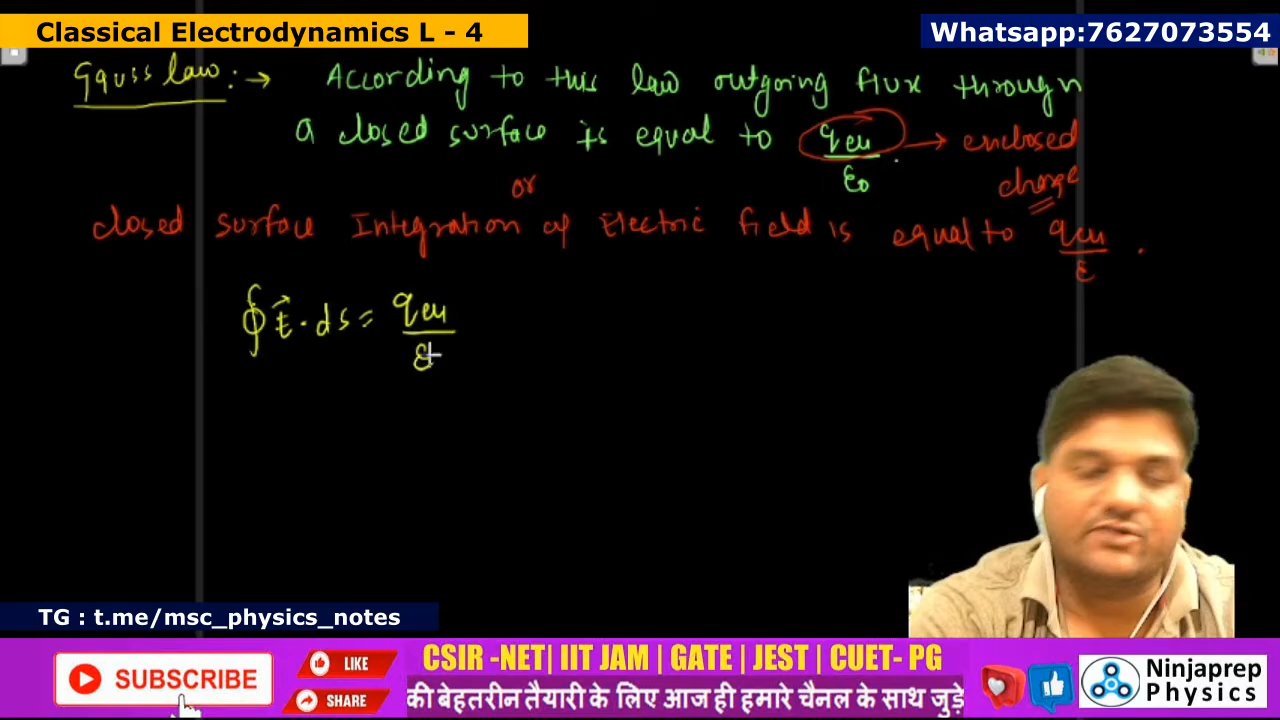 Classical Electrodynamics L - 4
Whatsapp:7627073554
Gauss law :→ According to this law outgoing flux through
a closed surface is equal to qen/ε0 . → enclosed
charge
or
closed surface Integration of Electric field is equal to qen/ε .
∮E⃗ . ds = qen/ε
TG : t.me/msc_physics_notes
SUBSCRIBE
LIKE
SHARE
CSIR -NET| IIT JAM | GATE | JEST | CUET- PG
की बेहतरीन तैयारी के लिए आज ही हमारे चैनल के साथ जुड़े
Ninjaprep
Physics